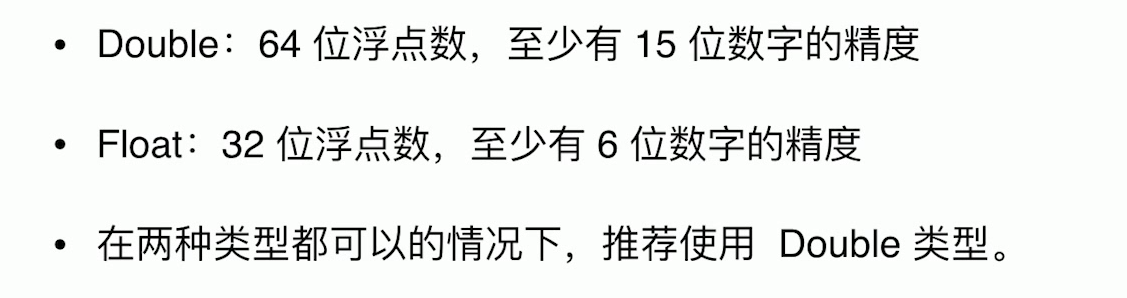 • Double：64 位浮点数，至少有 15 位数字的精度
• Float：32 位浮点数，至少有 6 位数字的精度
• 在两种类型都可以的情况下，推荐使用 Double 类型。